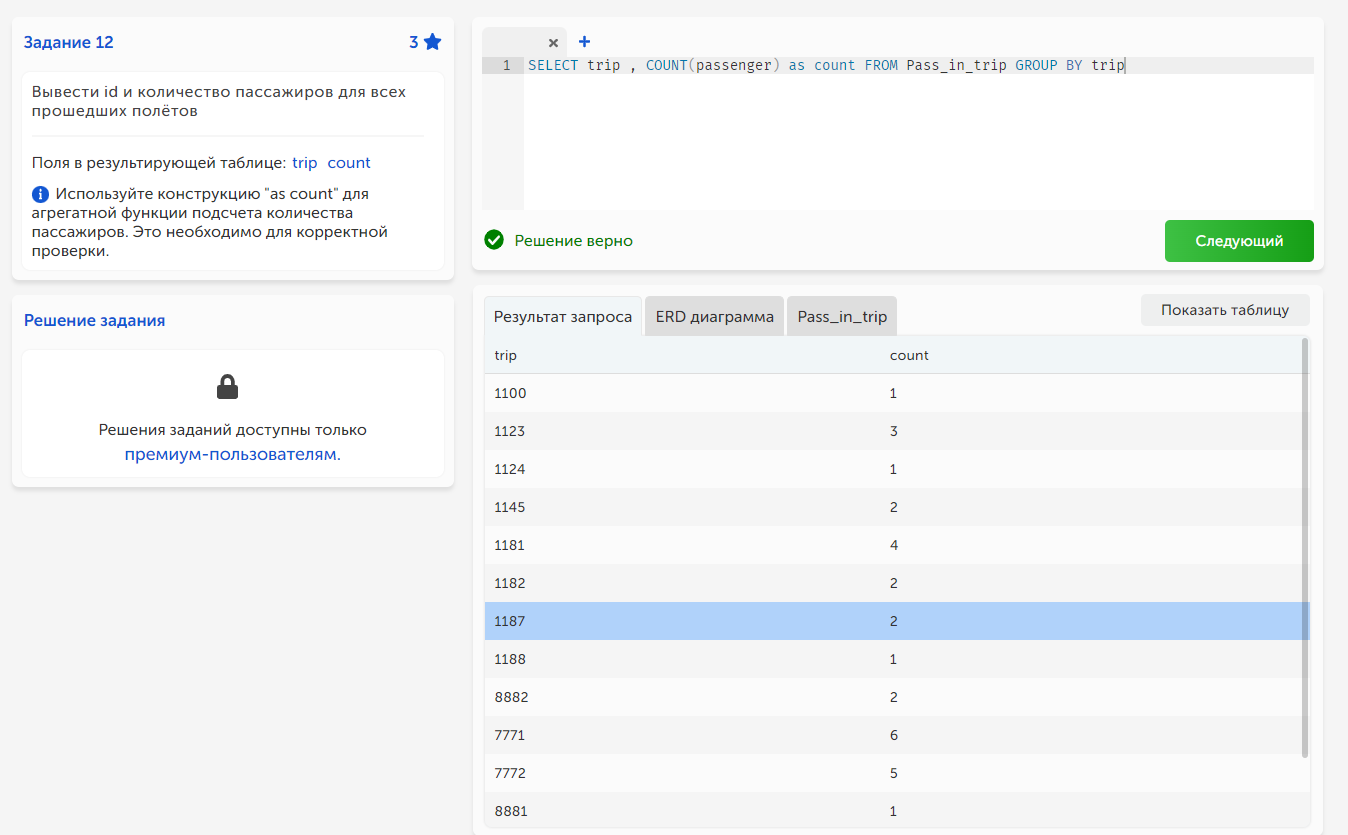 Задание 12
3
Вывести id и количество пассажиров для всех
прошедших полётов
Поля в результирующей таблице: trip count
Используйте конструкцию "as count" для
агрегатной функции подсчета количества
пассажиров. Это необходимо для корректной
проверки.
Решение задания
Решения заданий доступны только
премиум-пользователям.
1 SELECT trip , COUNT(passenger) as count FROM Pass_in_trip GROUP BY trip
Решение верно
Следующий
Результат запроса ERD диаграмма Pass_in_trip Показать таблицу
trip count
1100 1
1123 3
1124 1
1145 2
1181 4
1182 2
1187 2
1188 1
8882 2
7771 6
7772 5
8881 1